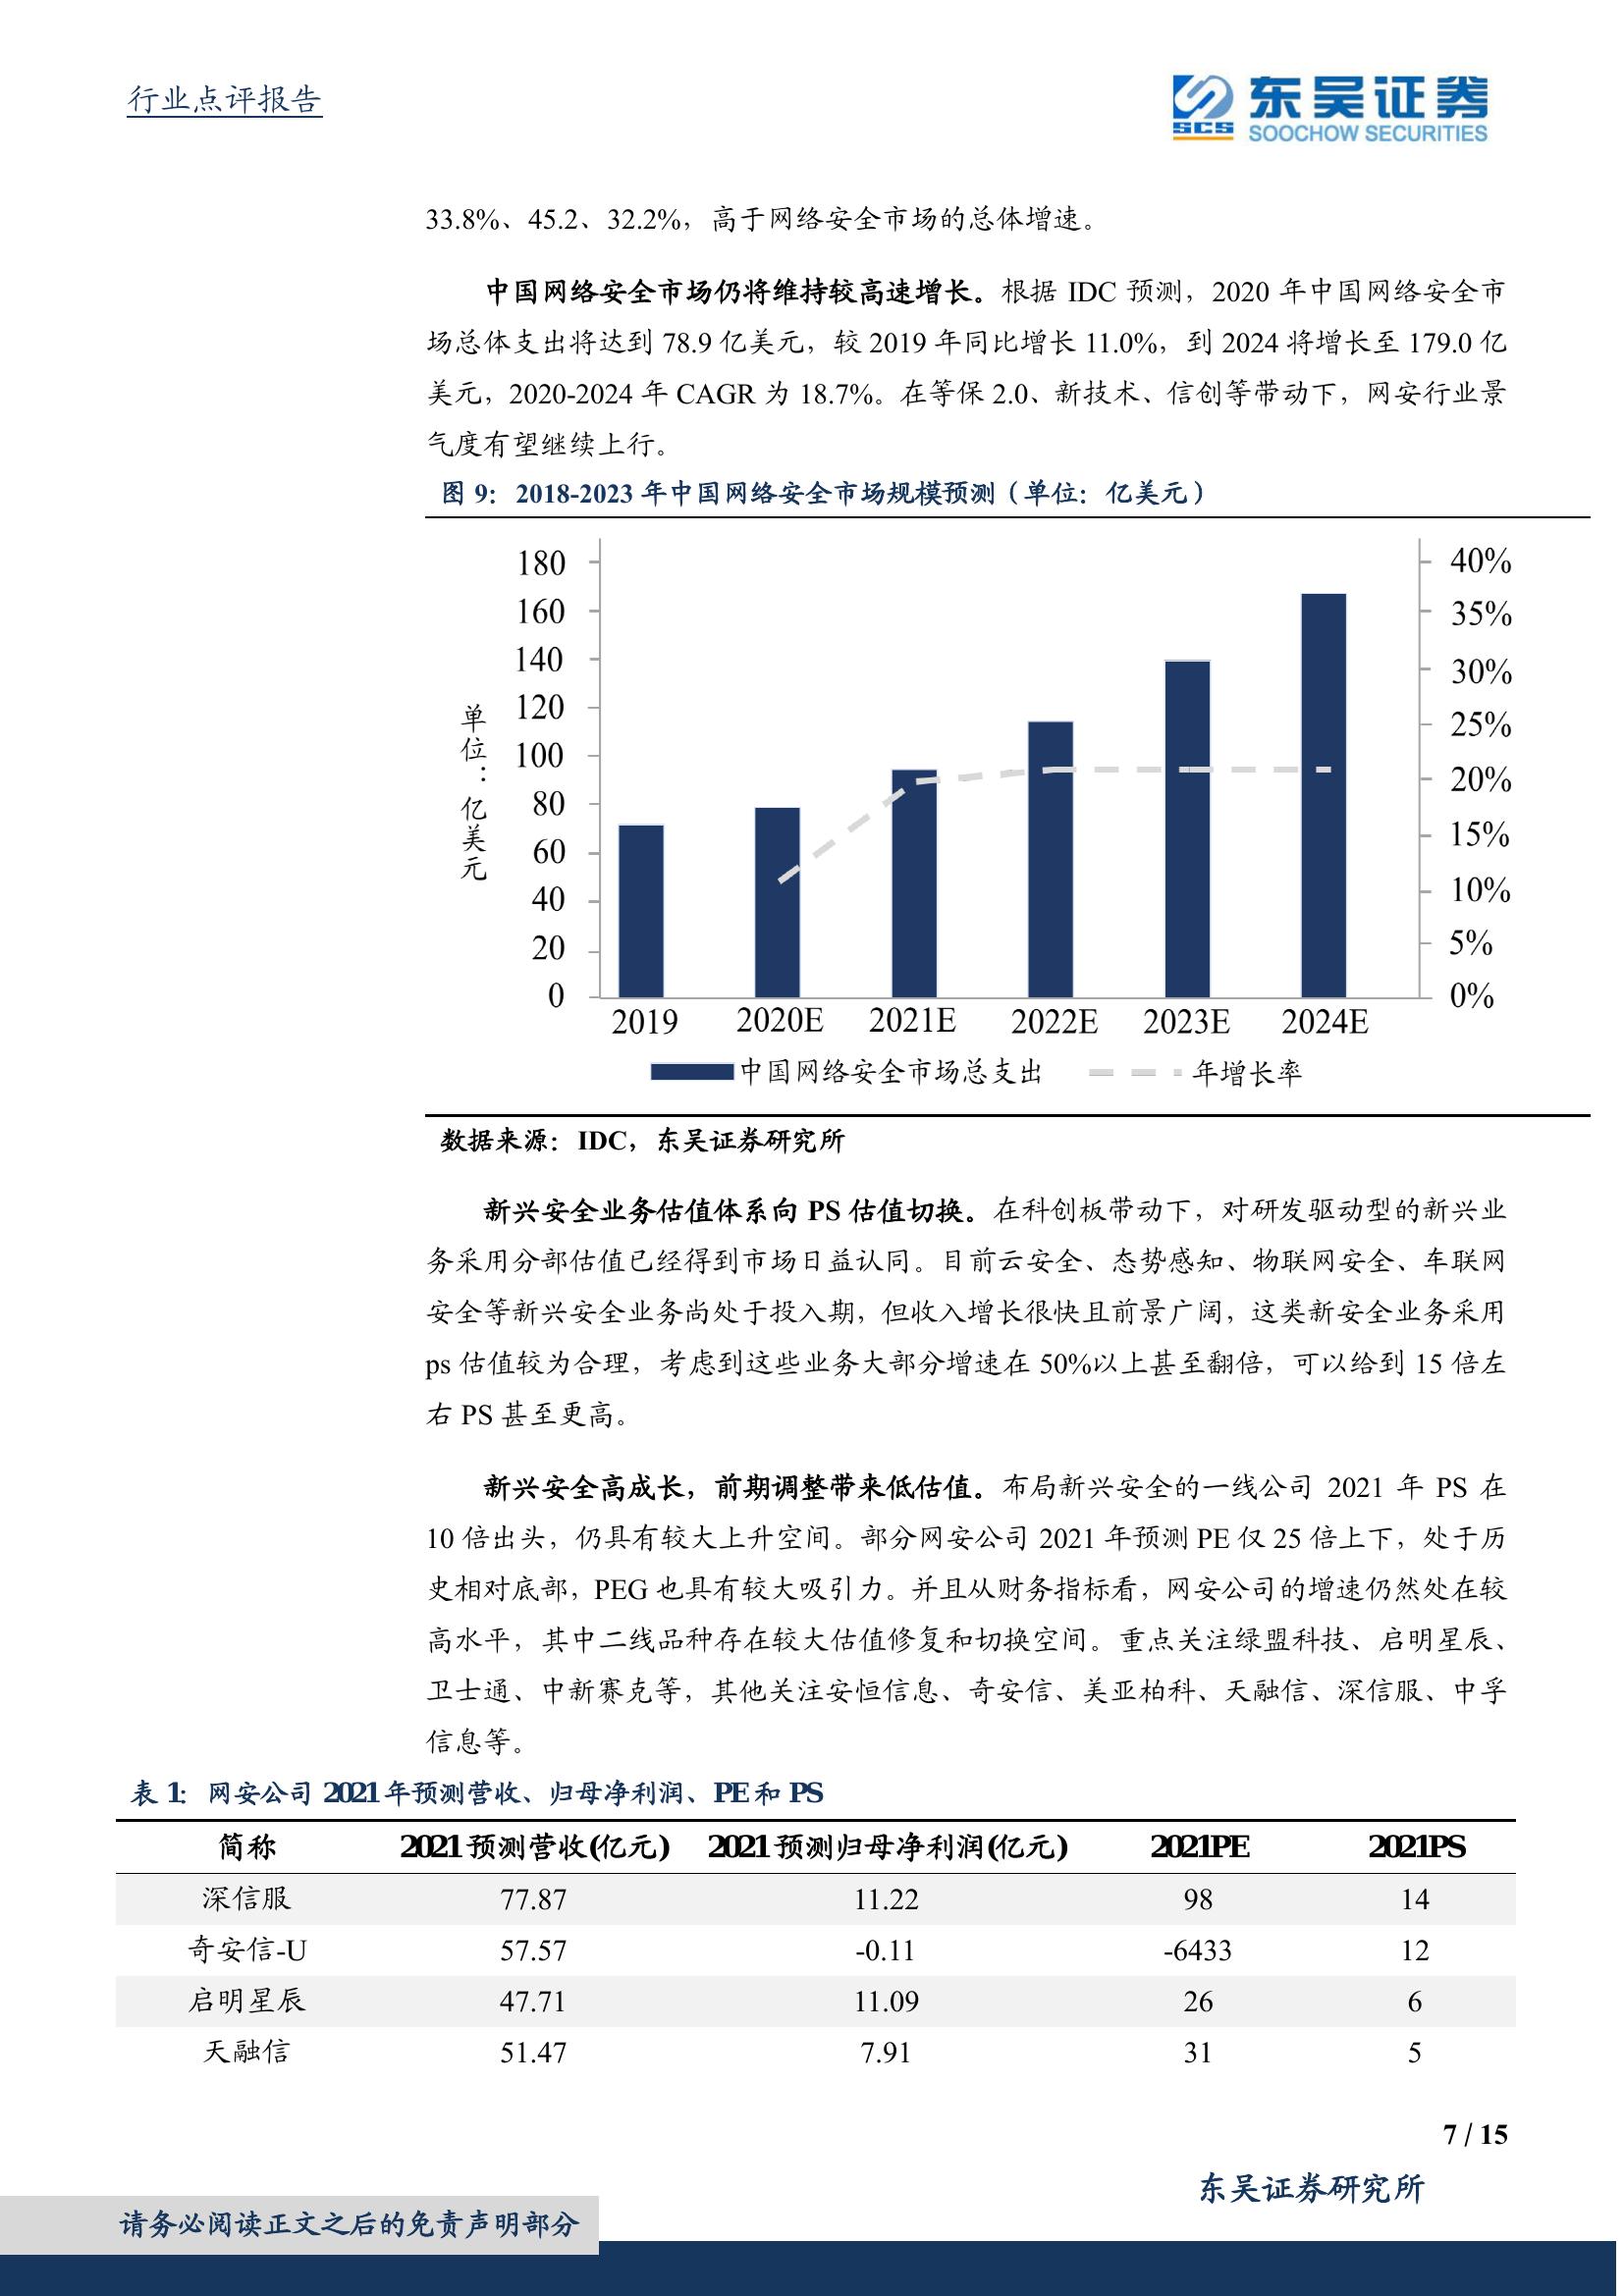 行业点评报告
东吴证券
SCS
SOOCHOW SECURITIES
33.8%、45.2、32.2%，高于网络安全市场的总体增速。
中国网络安全市场仍将维持较高速增长。根据 IDC 预测，2020 年中国网络安全市
场总体支出将达到 78.9 亿美元，较 2019 年同比增长 11.0%，到 2024 将增长至 179.0 亿
美元，2020-2024 年 CAGR 为 18.7%。在等保 2.0、新技术、信创等带动下，网安行业景
气度有望继续上行。
图 9：2018-2023 年中国网络安全市场规模预测（单位：亿美元）
单位：亿美元
180
160
140
120
100
80
60
40
20
0
40%
35%
30%
25%
20%
15%
10%
5%
0%
2019 2020E 2021E 2022E 2023E 2024E
中国网络安全市场总支出 年增长率
数据来源：IDC，东吴证券研究所
新兴安全业务估值体系向 PS 估值切换。在科创板带动下，对研发驱动型的新兴业
务采用分部估值已经得到市场日益认同。目前云安全、态势感知、物联网安全、车联网
安全等新兴安全业务尚处于投入期，但收入增长很快且前景广阔，这类新安全业务采用
ps 估值较为合理，考虑到这些业务大部分增速在 50%以上甚至翻倍，可以给到 15 倍左
右 PS 甚至更高。
新兴安全高成长，前期调整带来低估值。布局新兴安全的一线公司 2021 年 PS 在
10 倍出头，仍具有较大上升空间。部分网安公司 2021 年预测 PE 仅 25 倍上下，处于历
史相对底部，PEG 也具有较大吸引力。并且从财务指标看，网安公司的增速仍然处在较
高水平，其中二线品种存在较大估值修复和切换空间。重点关注绿盟科技、启明星辰、
卫士通、中新赛克等，其他关注安恒信息、奇安信、美亚柏科、天融信、深信服、中孚
信息等。
表 1：网安公司 2021 年预测营收、归母净利润、PE 和 PS
简称 2021 预测营收(亿元) 2021 预测归母净利润(亿元) 2021PE 2021PS
深信服 77.87 11.22 98 14
奇安信-U 57.57 -0.11 -6433 12
启明星辰 47.71 11.09 26 6
天融信 51.47 7.91 31 5
7 / 15
东吴证券研究所
请务必阅读正文之后的免责声明部分